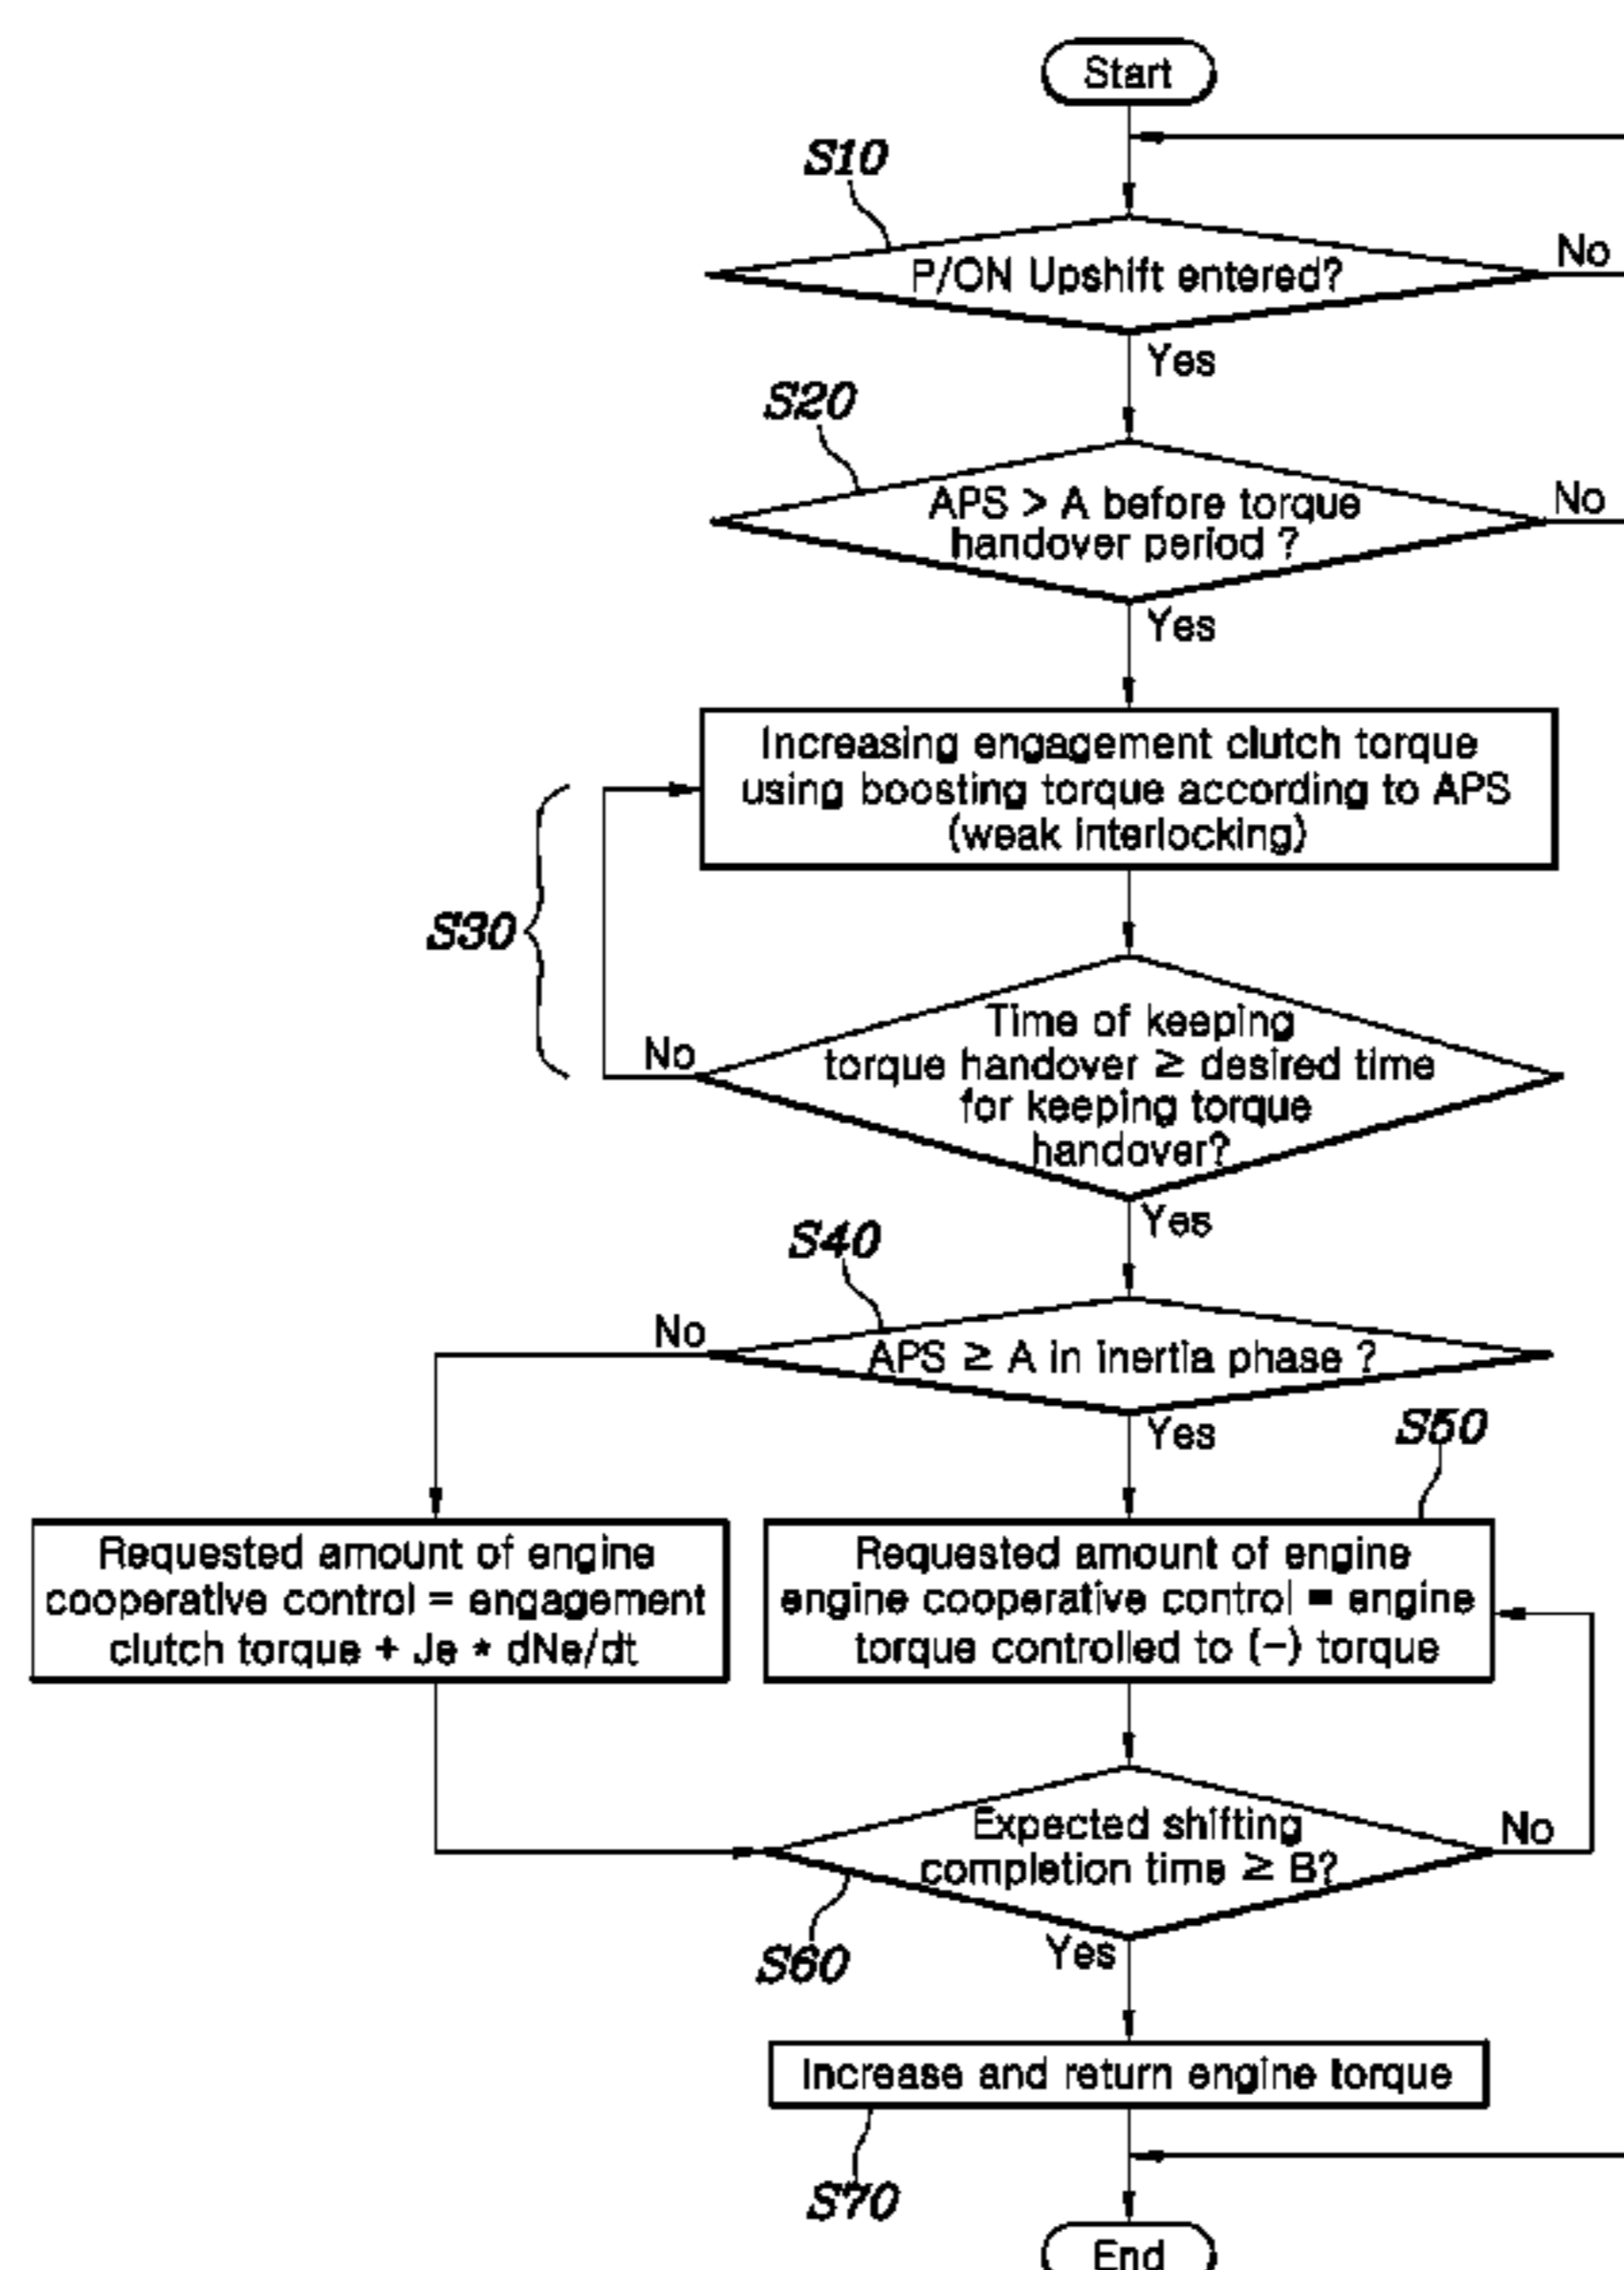 Start
S10
P/ON Upshift entered?
No
Yes
S20
APS > A before torque
handover period ?
No
Yes
Increasing engagement clutch torque
using boosting torque according to APS
(weak interlocking)
S30
Time of keeping
torque handover ≥ desired time
for keeping torque
handover?
No
Yes
S40
APS ≥ A in inertia phase ?
No
Yes
S50
Requested amount of engine
cooperative control = engagement
clutch torque + Je * dNe/dt
Requested amount of engine
engine cooperative control = engine
torque controlled to (-) torque
Expected shifting
completion time ≥ B?
No
Yes
S60
Increase and return engine torque
S70
End